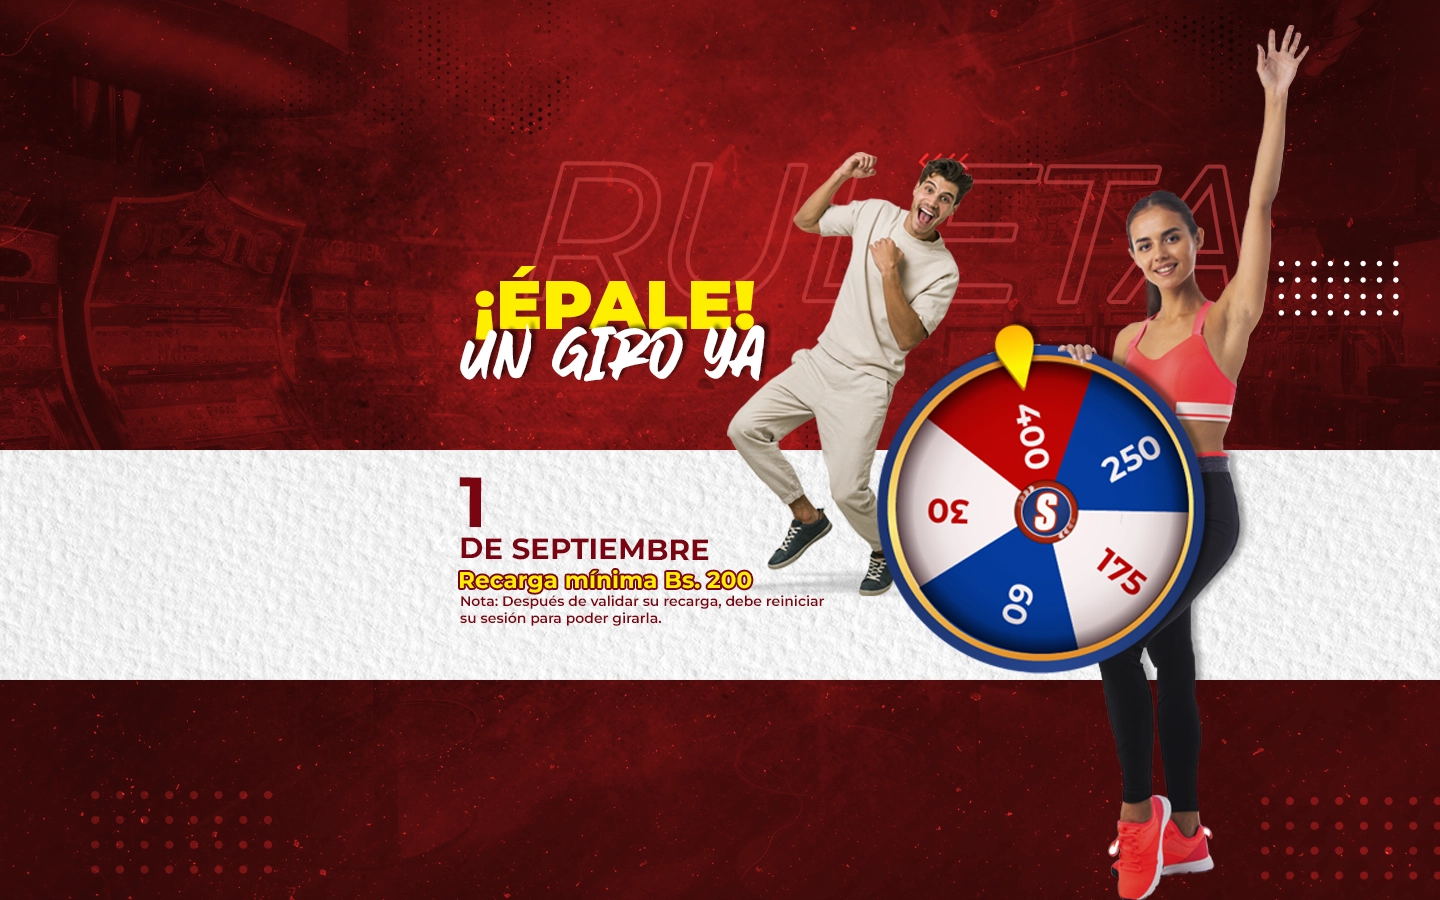 RULETA
¡ÉPALE!
UN GIRO YA
1
DE SEPTIEMBRE
Recarga mínima Bs. 200
Nota: Después de validar su recarga, debe reiniciar
su sesión para poder girarla.
400
250
30
S
175
60